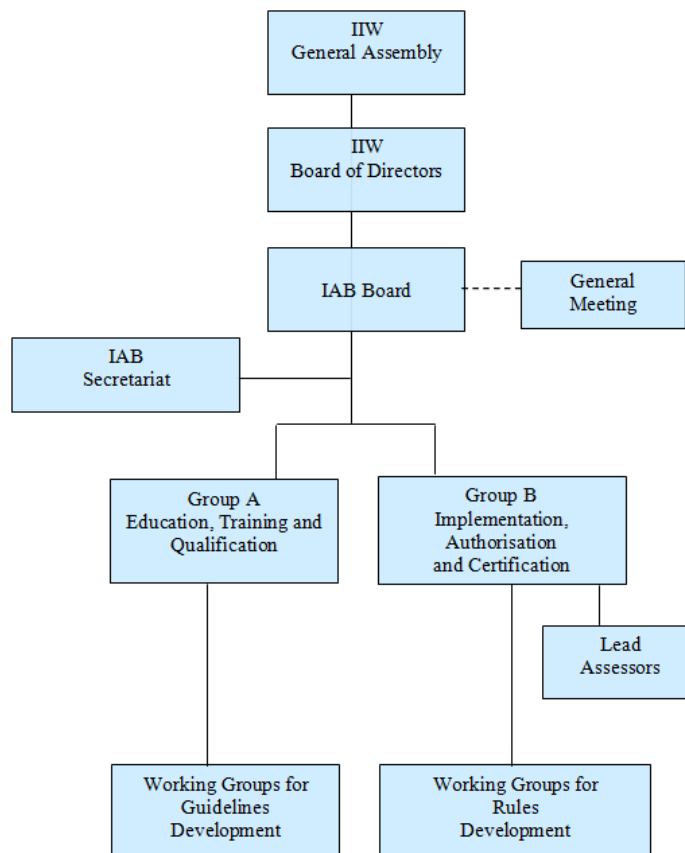 IIW
General Assembly
IIW
Board of Directors
IAB Board
General
Meeting
IAB
Secretariat
Group A
Education, Training and
Qualification
Group B
Implementation,
Authorisation
and Certification
Lead
Assessors
Working Groups for
Guidelines
Development
Working Groups for
Rules
Development